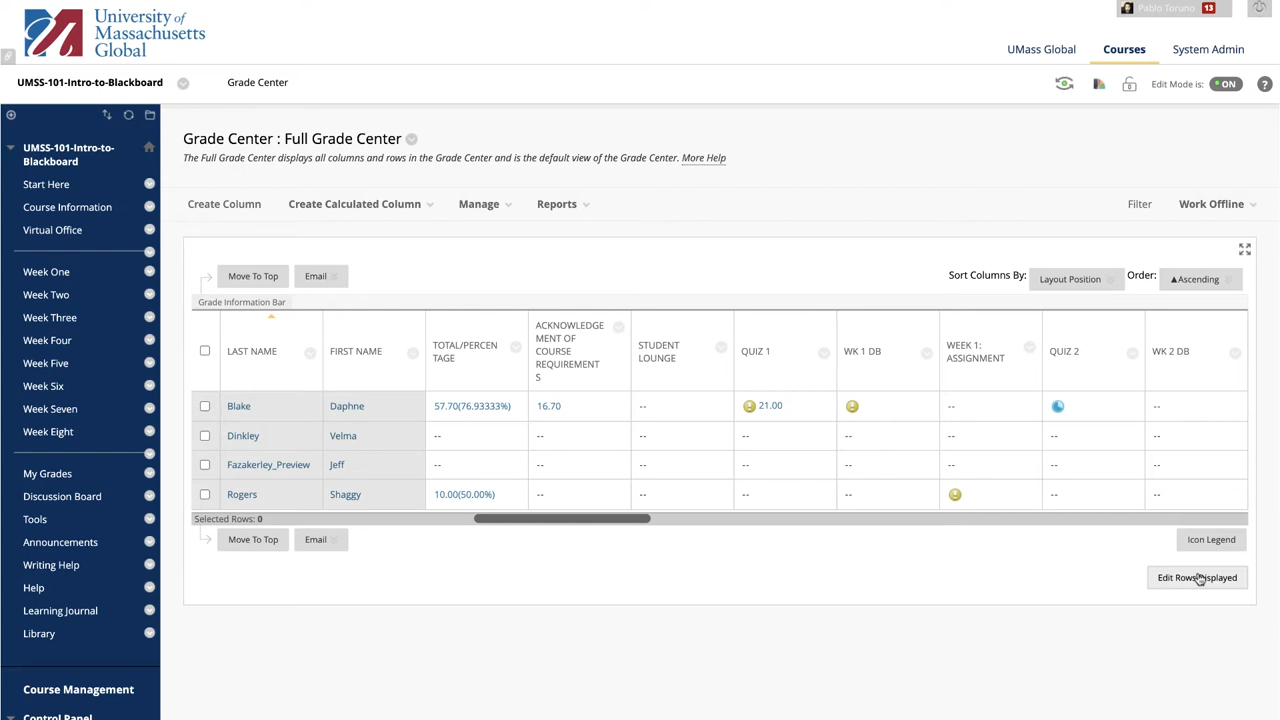 University of
Massachusetts
Global
Pablo Toruno 13
UMass Global Courses System Admin
UMSS-101-Intro-to-Blackboard Grade Center
Edit Mode is: ON ?
UMSS-101-Intro-to-
Blackboard
Start Here
Course Information
Virtual Office
Week One
Week Two
Week Three
Week Four
Week Five
Week Six
Week Seven
Week Eight
My Grades
Discussion Board
Tools
Announcements
Writing Help
Help
Learning Journal
Library
Course Management
Control Panel
Grade Center : Full Grade Center
The Full Grade Center displays all columns and rows in the Grade Center and is the default view of the Grade Center. More Help
Create Column Create Calculated Column Manage Reports Filter Work Offline
Move To Top Email Sort Columns By: Layout Position Order: ▲Ascending
Grade Information Bar
LAST NAME
FIRST NAME
TOTAL/PERCEN
TAGE
ACKNOWLEDGE
MENT OF
COURSE
REQUIREMENT
S
STUDENT
LOUNGE
QUIZ 1
WK 1 DB
WEEK 1:
ASSIGNMENT
QUIZ 2
WK 2 DB
Blake Daphne 57.70(76.93333%) 16.70 -- 21.00 -- --
Dinkley Velma -- -- -- -- -- -- -- --
Fazakerley_Preview Jeff -- -- -- -- -- -- -- --
Rogers Shaggy 10.00(50.00%) -- -- -- -- -- --
Selected Rows: 0
Move To Top Email Icon Legend
Edit Rows Displayed